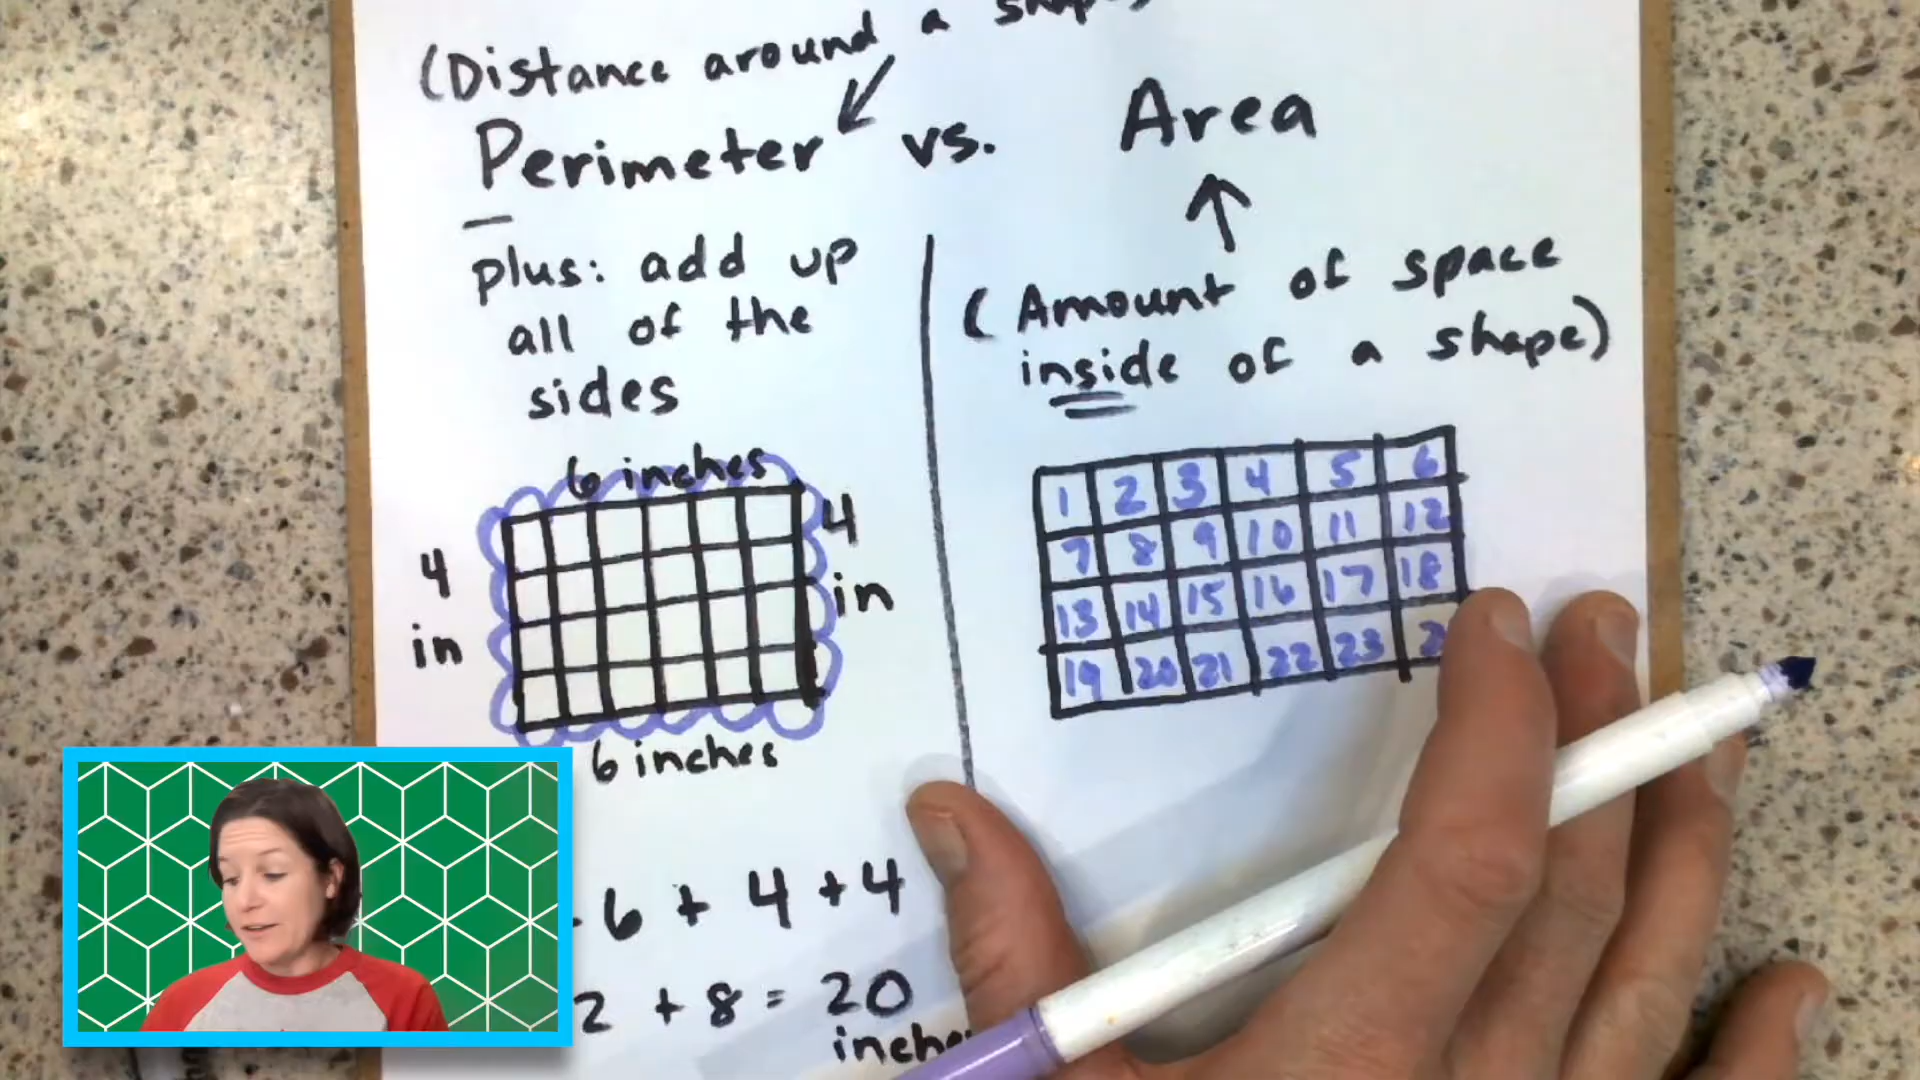 (Distance around a shape)
Perimeter vs. Area
plus: add up
all of the
sides
(Amount of space
inside of a shape)
6 inches
4
in
4
in
6 inches
1 2 3 4 5 6
7 8 9 10 11 12
13 14 15 16 17 18
19 20 21 22 23
6 + 4 + 4
2 + 8 = 20
inches